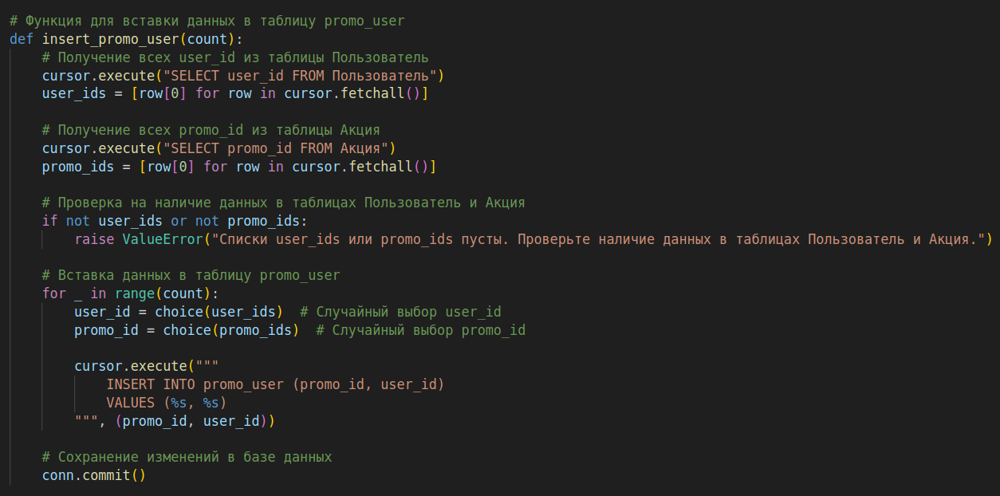 # Функция для вставки данных в таблицу promo_user
def insert_promo_user(count):
    # Получение всех user_id из таблицы Пользователь
    cursor.execute("SELECT user_id FROM Пользователь")
    user_ids = [row[0] for row in cursor.fetchall()]

    # Получение всех promo_id из таблицы Акция
    cursor.execute("SELECT promo_id FROM Акция")
    promo_ids = [row[0] for row in cursor.fetchall()]

    # Проверка на наличие данных в таблицах Пользователь и Акция
    if not user_ids or not promo_ids:
        raise ValueError("Списки user_ids или promo_ids пусты. Проверьте наличие данных в таблицах Пользователь и Акция.")

    # Вставка данных в таблицу promo_user
    for _ in range(count):
        user_id = choice(user_ids)  # Случайный выбор user_id
        promo_id = choice(promo_ids)  # Случайный выбор promo_id

        cursor.execute("""
            INSERT INTO promo_user (promo_id, user_id)
            VALUES (%s, %s)
        """, (promo_id, user_id))

    # Сохранение изменений в базе данных
    conn.commit()